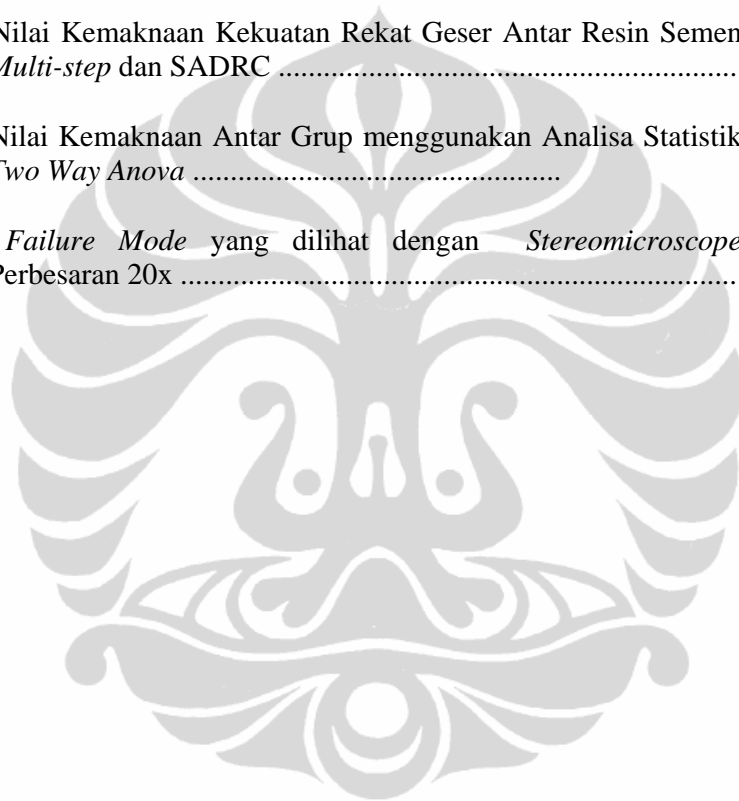 Nilai Kemaknaan Kekuatan Rekat Geser Antar Resin Semen
Multi-step dan SADRC .............................................................
Nilai Kemaknaan Antar Grup menggunakan Analisa Statistik
Two Way Anova .................................................
Failure Mode yang dilihat dengan Stereomicroscope
Perbesaran 20x ..........................................................................